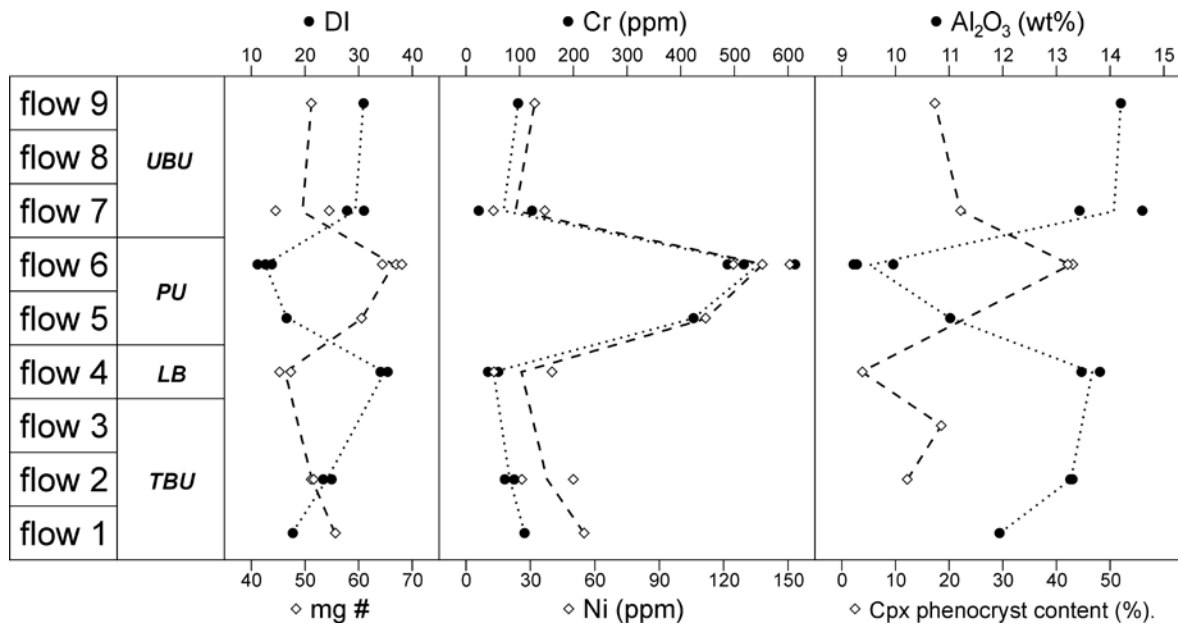 ● DI ● Cr (ppm) ● Al₂O₃ (wt%)
10 20 30 40 0 100 200 300 400 500 600 9 10 11 12 13 14 15
flow 9
flow 8 UBU
flow 7
flow 6 PU
flow 5
flow 4 LB
flow 3
flow 2 TBU
flow 1
40 50 60 70 0 30 60 90 120 150 0 10 20 30 40 50
◇ mg # ◇ Ni (ppm) ◇ Cpx phenocryst content (%).